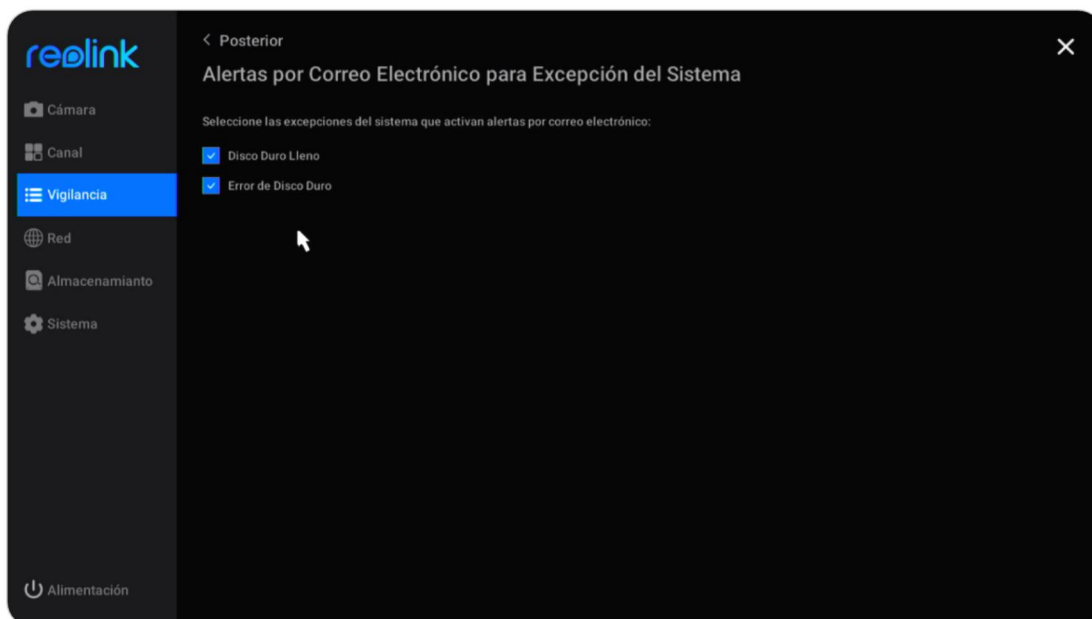 reolink
Cámara
Canal
Vigilancia
Red
Almacenamianto
Sistema
Alimentación
Posterior
Alertas por Correo Electrónico para Excepción del Sistema
Seleccione las excepciones del sistema que activan alertas por correo electrónico:
Disco Duro Lleno
Error de Disco Duro